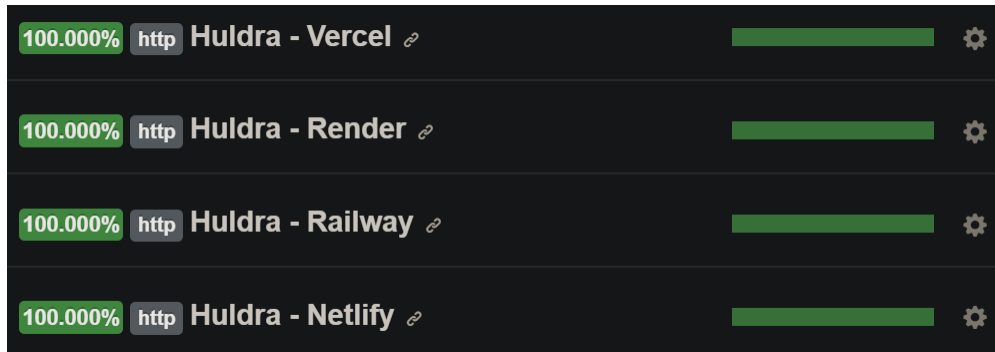 100.000% http Huldra - Vercel
100.000% http Huldra - Render
100.000% http Huldra - Railway
100.000% http Huldra - Netlify